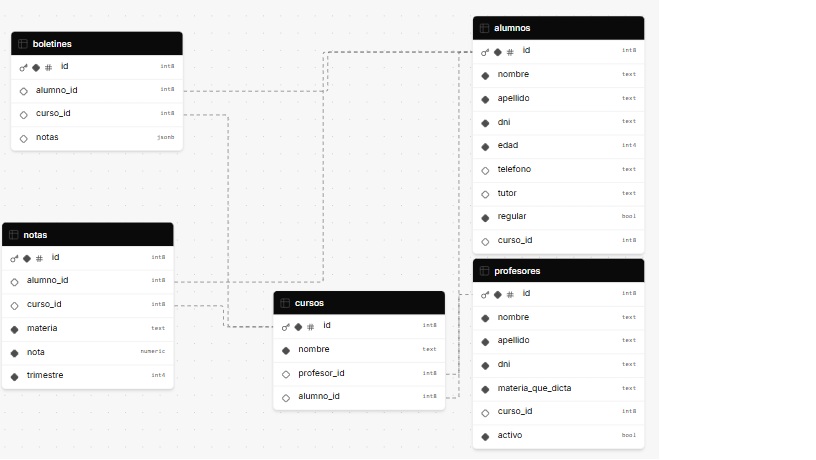 boletines
id int8
alumno_id int8
curso_id int8
notas jsonb
alumnos
id int8
nombre text
apellido text
dni text
edad int4
telefono text
tutor text
regular bool
curso_id int8
notas
id int8
alumno_id int8
curso_id int8
materia text
nota numeric
trimestre int4
cursos
id int8
nombre text
profesor_id int8
alumno_id int8
profesores
id int8
nombre text
apellido text
dni text
materia_que_dicta text
curso_id int8
activo bool